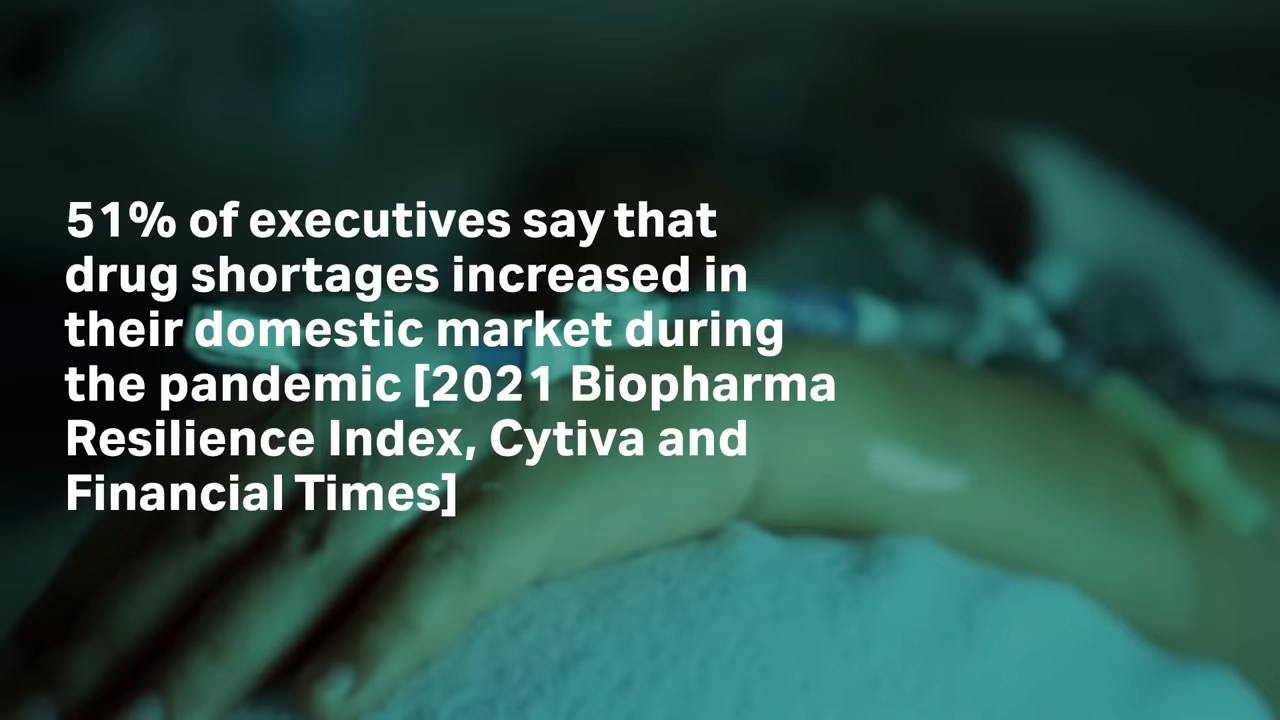 51% of executives say that
drug shortages increased in
their domestic market during
the pandemic [2021 Biopharma
Resilience Index, Cytiva and
Financial Times]